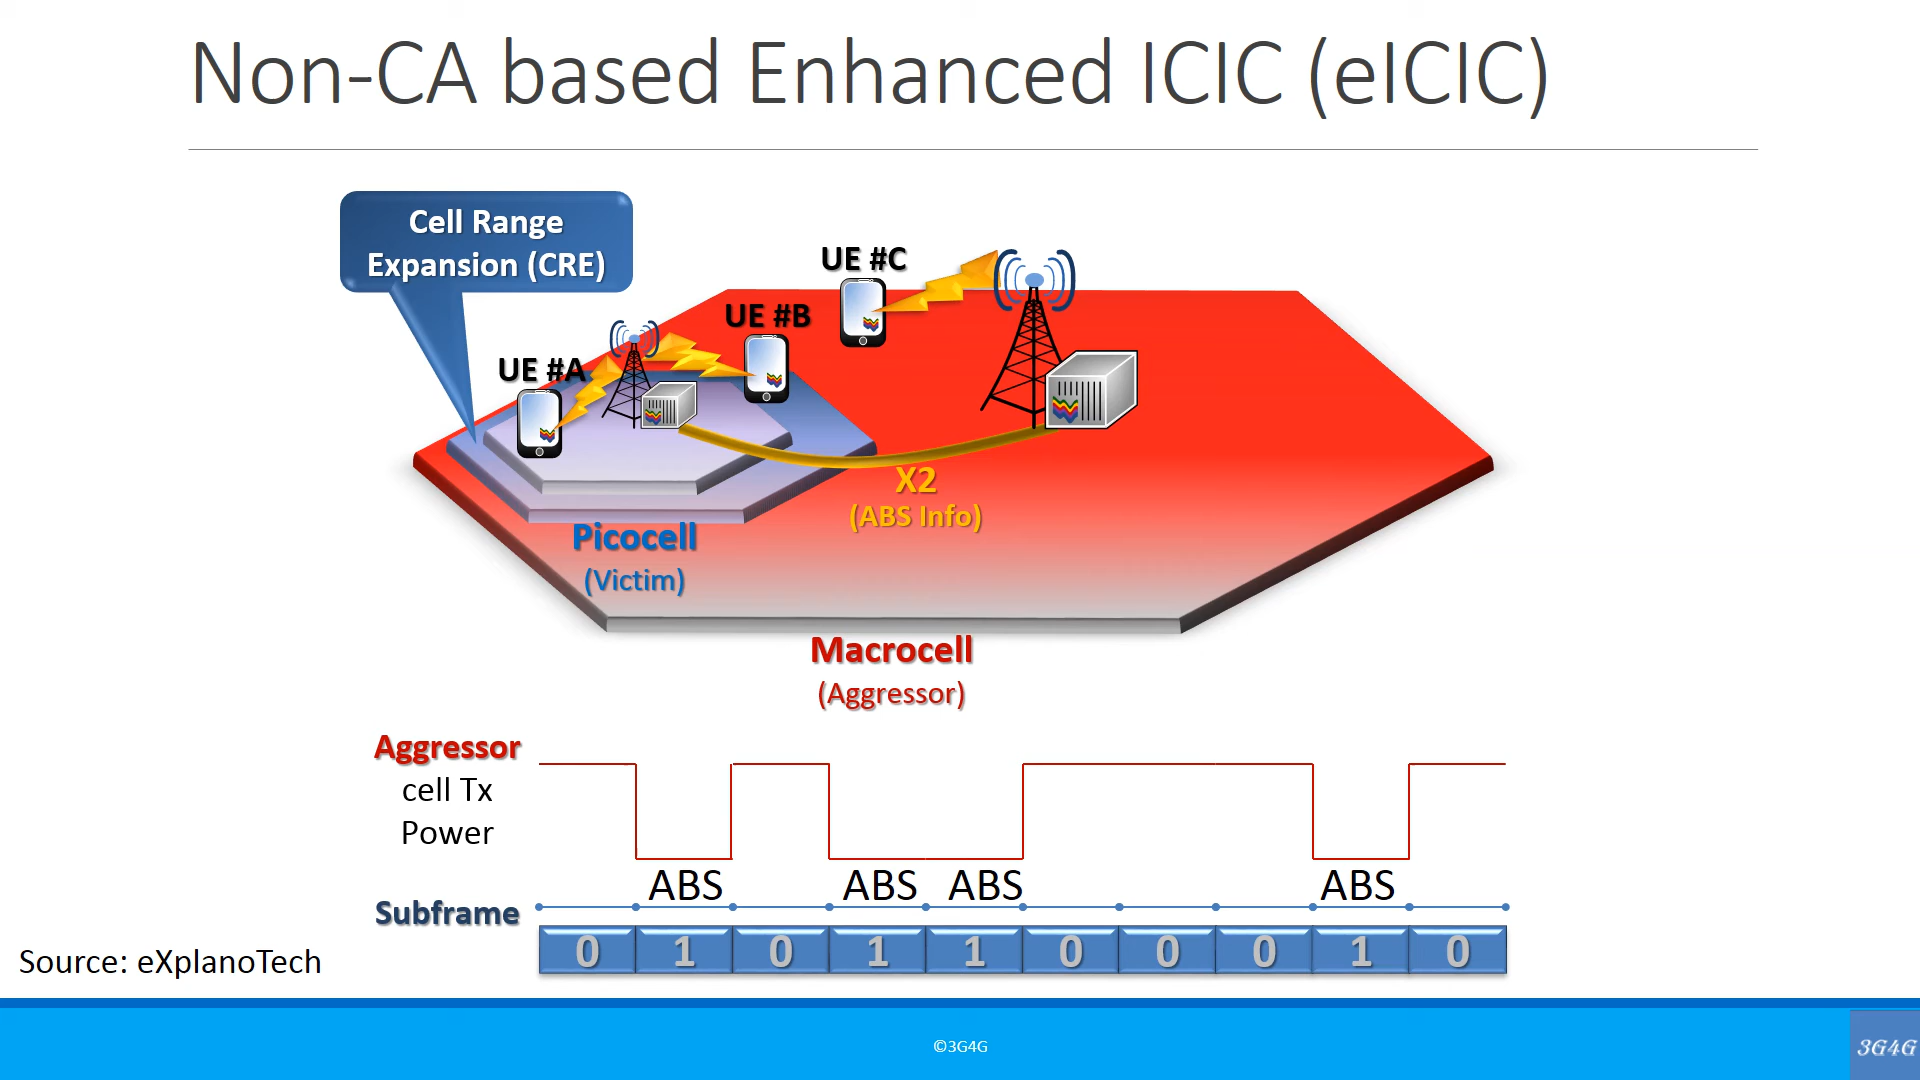 Non-CA based Enhanced ICIC (eICIC)
Cell Range
Expansion (CRE)
UE #C
UE #B
UE #A
X2
(ABS Info)
Picocell
(Victim)
Macrocell
(Aggressor)
Aggressor
cell Tx
Power
ABS ABS ABS ABS
Subframe
0 1 0 1 1 0 0 0 1 0
Source: eXplanoTech
©3G4G
3G4G